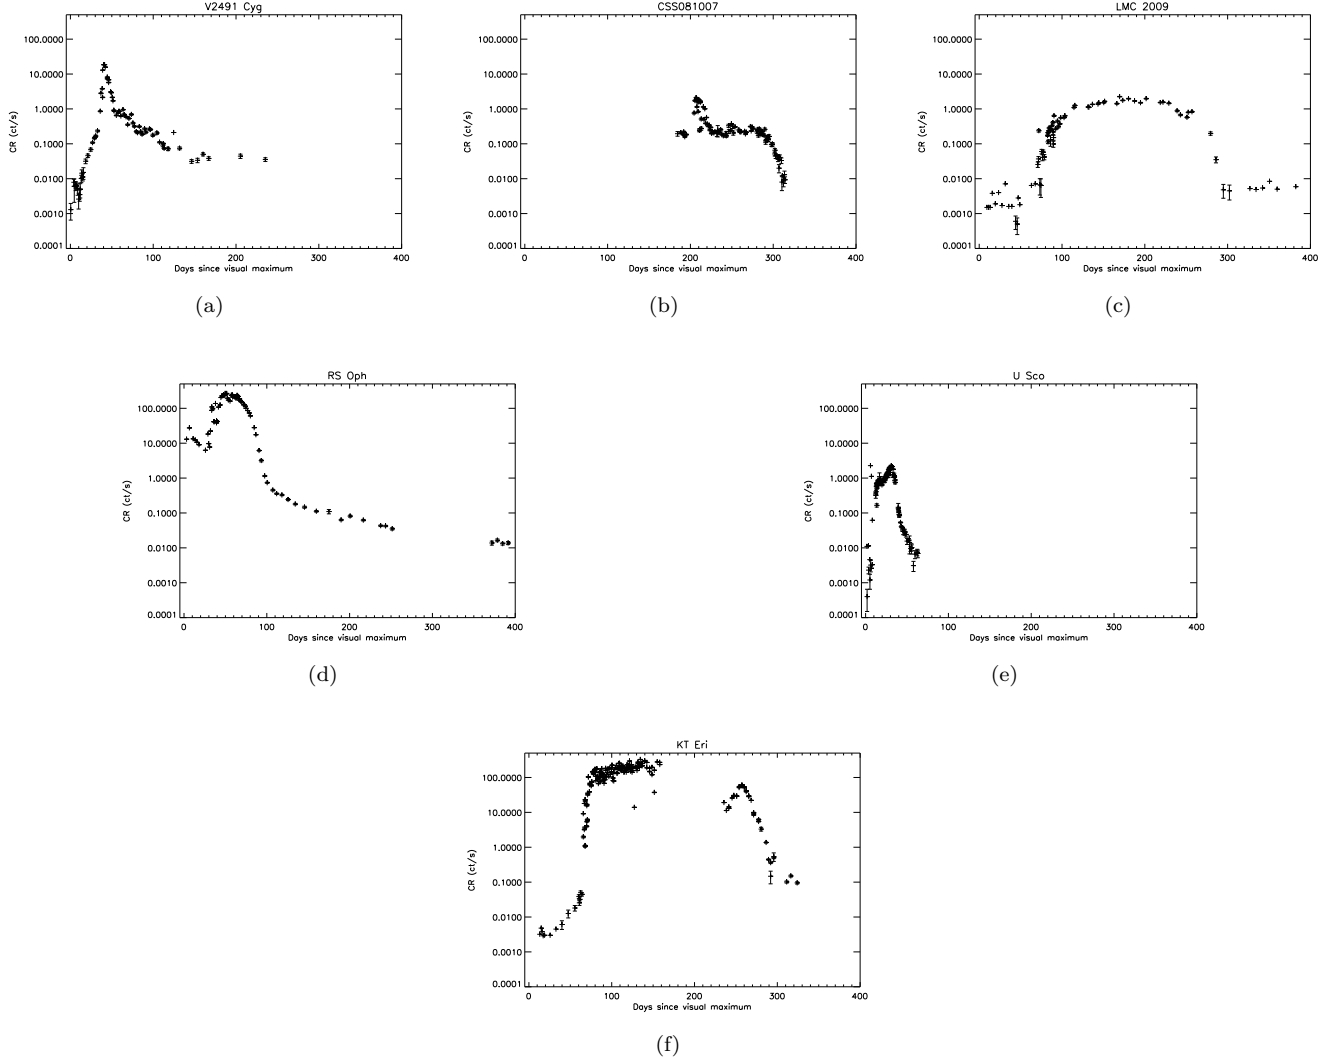 V2491 Cyg
CR (ct/s)
100.0000
10.0000
1.0000
0.1000
0.0100
0.0010
0.0001
0 100 200 300 400
Days since visual maximum
(a)
CSS081007
CR (ct/s)
100.0000
10.0000
1.0000
0.1000
0.0100
0.0010
0.0001
0 100 200 300 400
Days since visual maximum
(b)
LMC 2009
CR (ct/s)
100.0000
10.0000
1.0000
0.1000
0.0100
0.0010
0.0001
0 100 200 300 400
Days since visual maximum
(c)
RS Oph
CR (ct/s)
100.0000
10.0000
1.0000
0.1000
0.0100
0.0010
0.0001
0 100 200 300 400
Days since visual maximum
(d)
U Sco
CR (ct/s)
100.0000
10.0000
1.0000
0.1000
0.0100
0.0010
0.0001
0 100 200 300 400
Days since visual maximum
(e)
KT Eri
CR (ct/s)
100.0000
10.0000
1.0000
0.1000
0.0100
0.0010
0.0001
0 100 200 300 400
Days since visual maximum
(f)